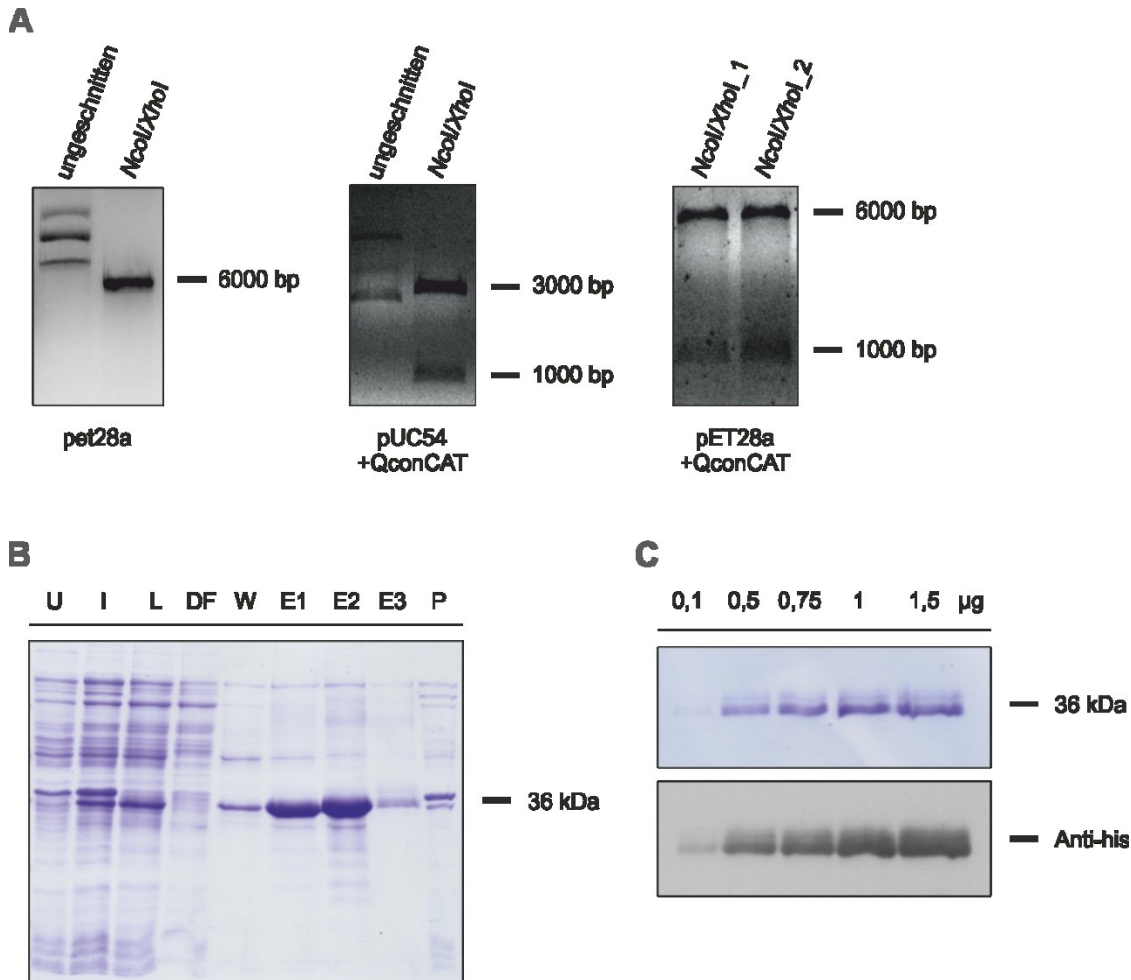 A
ungeschnitten
NcoI/XhoI
6000 bp
pet28a
ungeschnitten
NcoI/XhoI
3000 bp
1000 bp
pUC54
+QconCAT
NcoI/XhoI_1
NcoI/XhoI_2
6000 bp
1000 bp
pET28a
+QconCAT
B
U I L DF W E1 E2 E3 P
36 kDa
C
0,1 0,5 0,75 1 1,5 µg
36 kDa
Anti-his